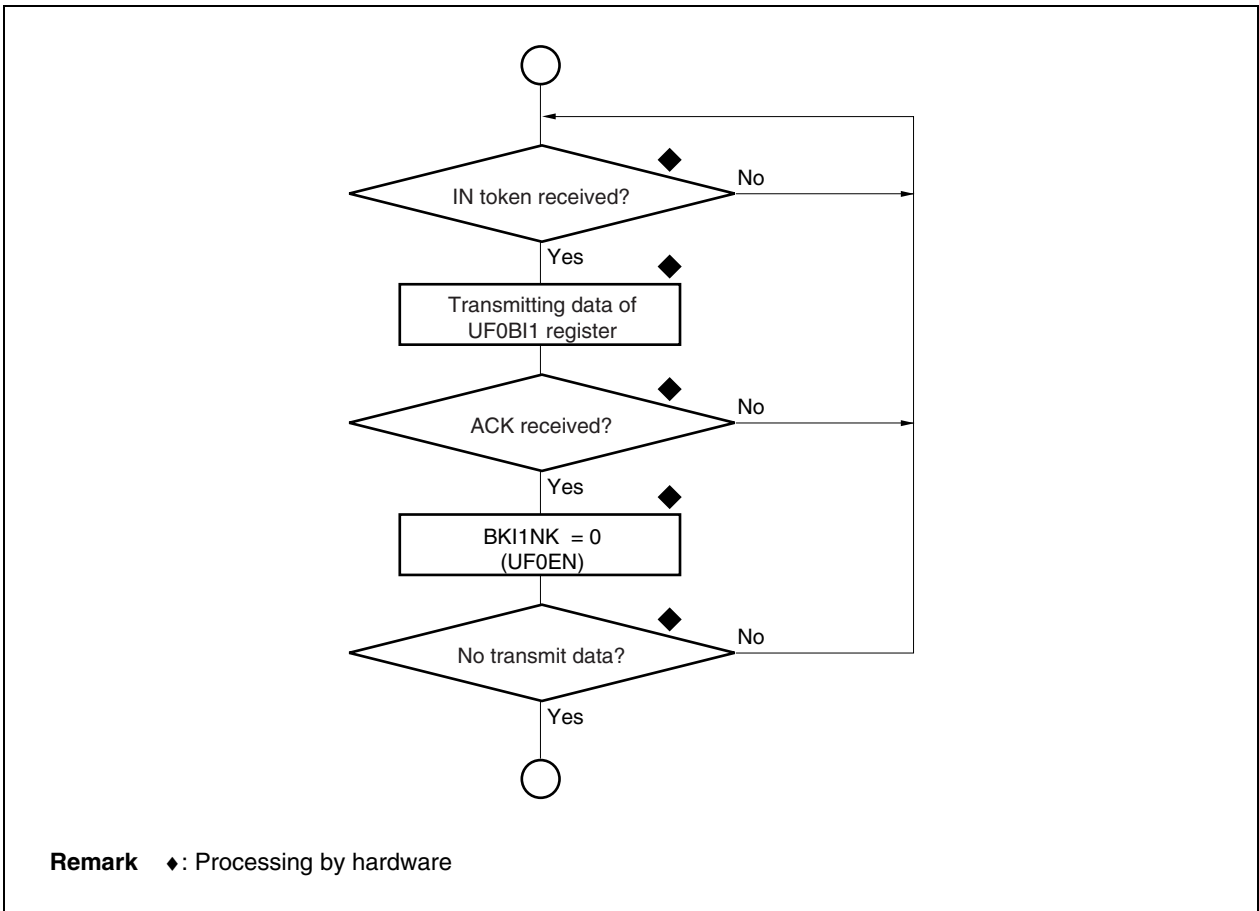 IN token received?
No
Yes
Transmitting data of
UF0BI1 register
ACK received?
No
Yes
BKI1NK = 0
(UF0EN)
No transmit data?
No
Yes
Remark ♦: Processing by hardware